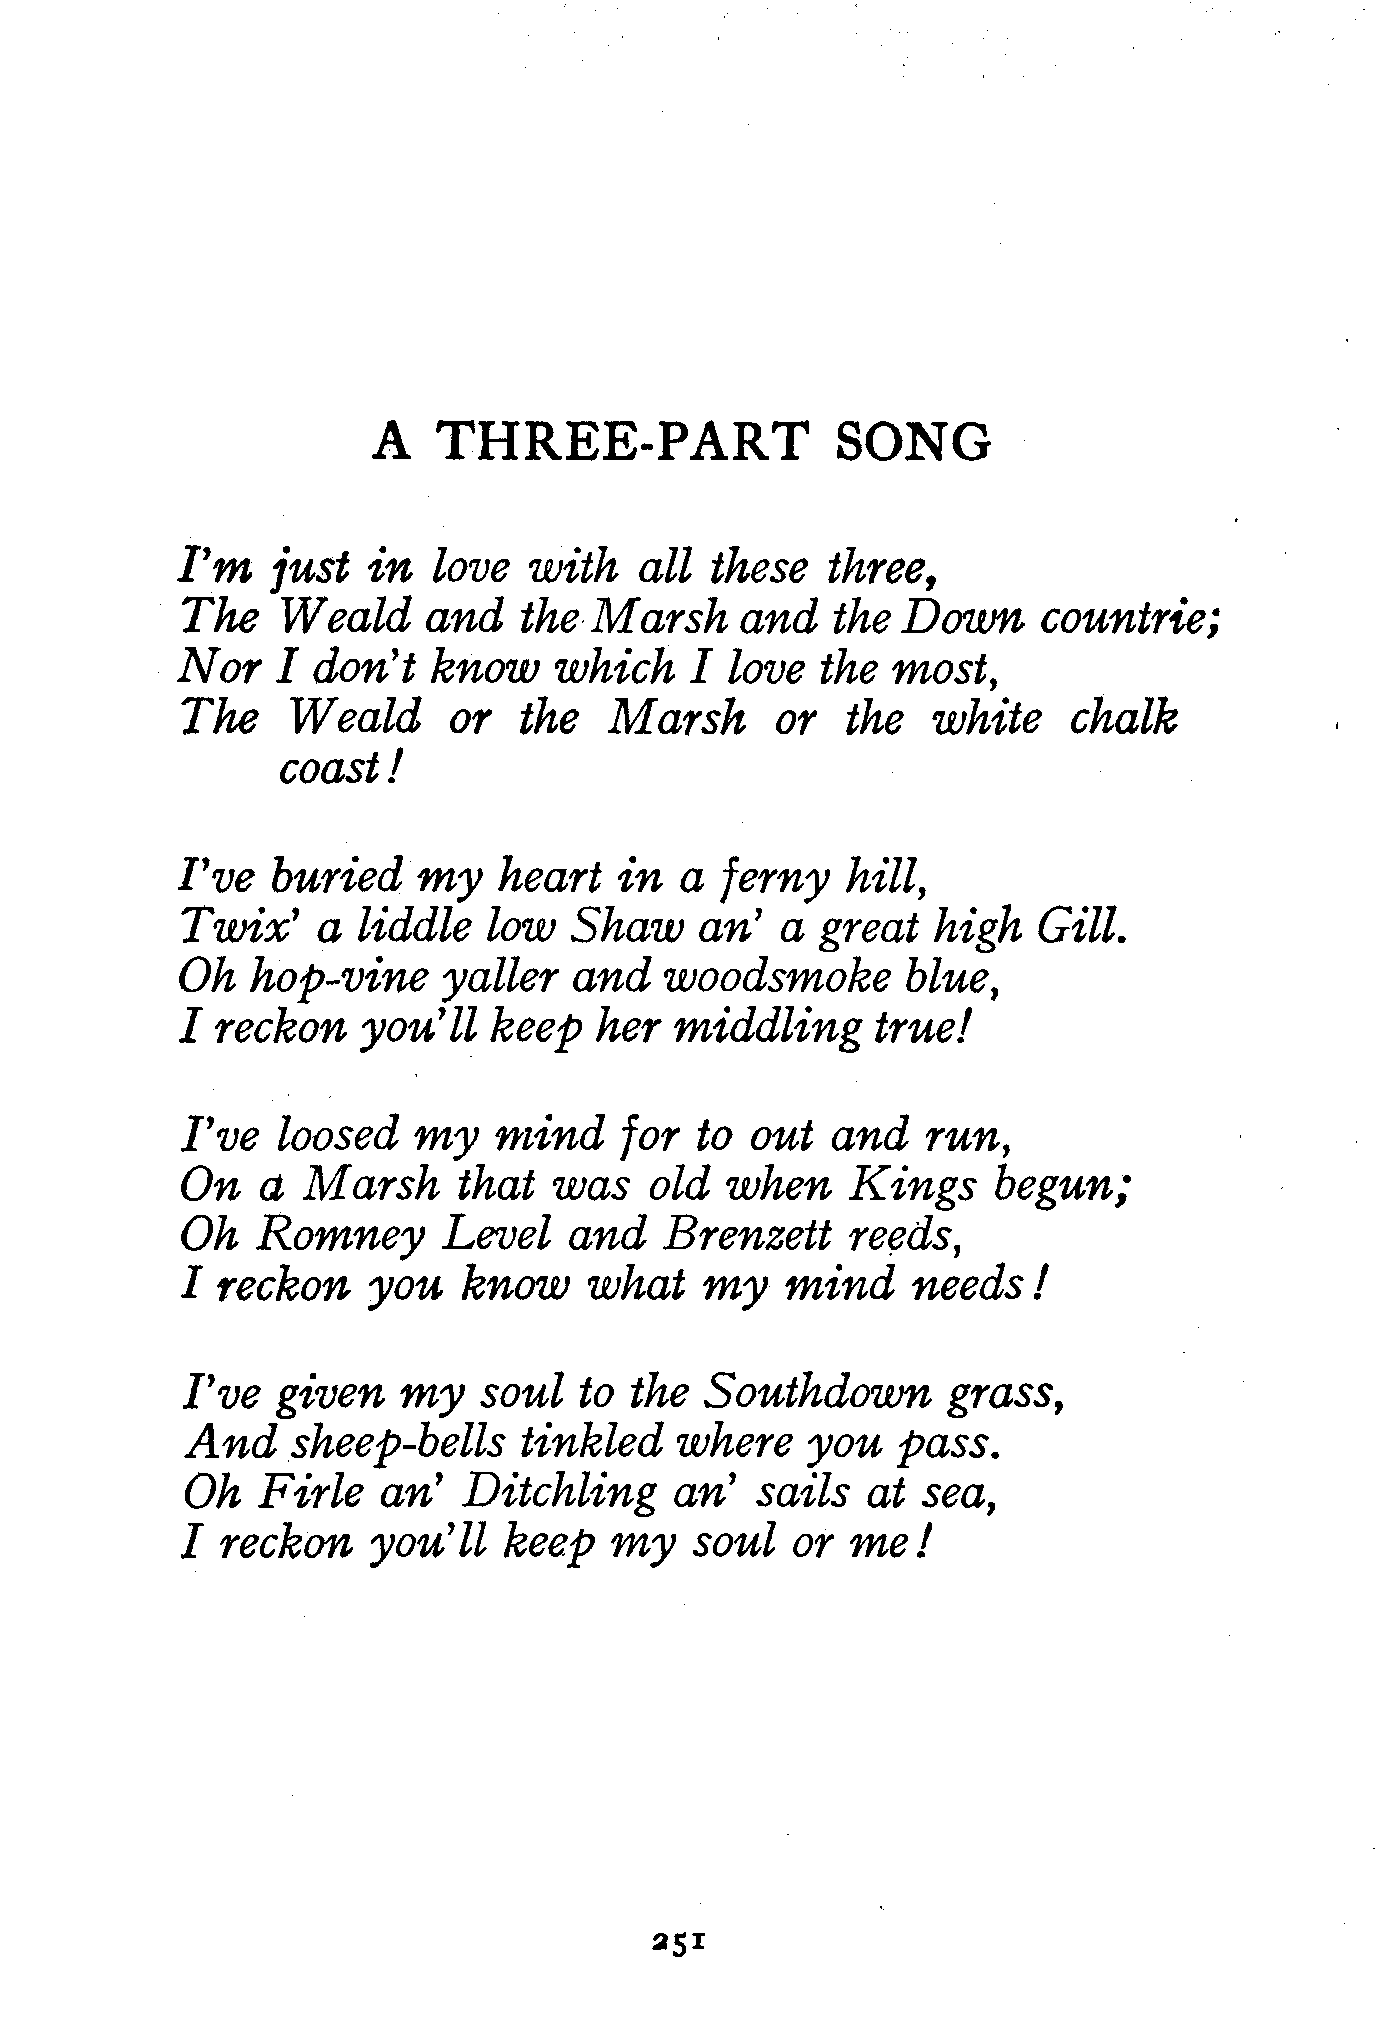 A THREE-PART SONG
I'm just in love with all these three,
The Weald and the Marsh and the Down countrie;
Nor I don't know which I love the most,
The Weald or the Marsh or the white chalk
coast!
I've buried my heart in a ferny hill,
Twix' a liddle low Shaw an' a great high Gill.
Oh hop-vine yaller and woodsmoke blue,
I reckon you'll keep her middling true!
I've loosed my mind for to out and run,
On a Marsh that was old when Kings begun;
Oh Romney Level and Brenzett reeds,
I reckon you know what my mind needs!
I've given my soul to the Southdown grass,
And sheep-bells tinkled where you pass.
Oh Firle an' Ditchling an' sails at sea,
I reckon you'll keep my soul or me!
251